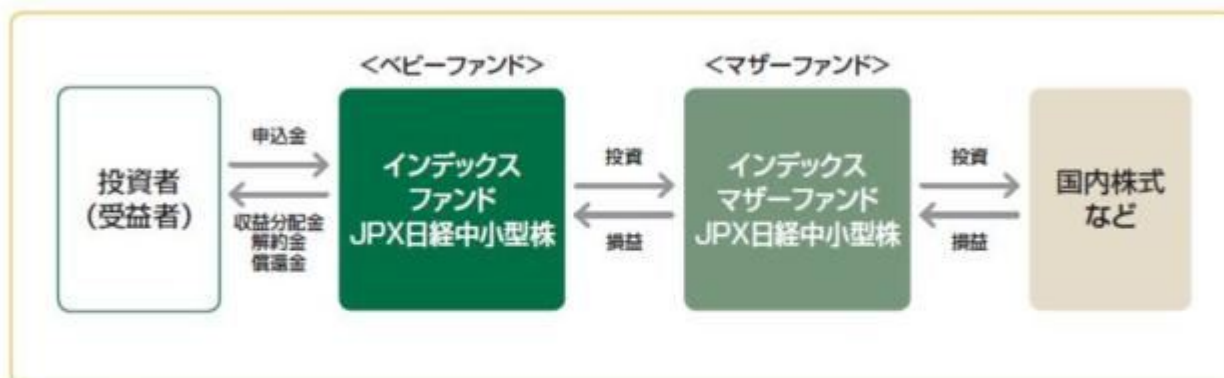 <ベビーファンド>
<マザーファンド>
投資者
(受益者)
申込金
収益分配金
解約金
償還金
インデックス
ファンド
JPX日経中小型株
投資
損益
インデックス
マザーファンド
JPX日経中小型株
投資
損益
国内株式
など